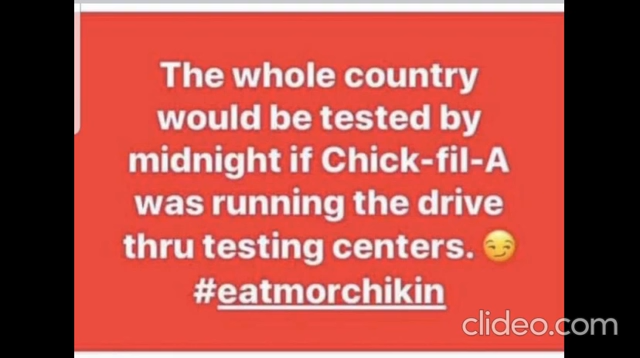 The whole country
would be tested by
midnight if Chick-fil-A
was running the drive
thru testing centers. 😏
#eatmorchikin
clideo.com